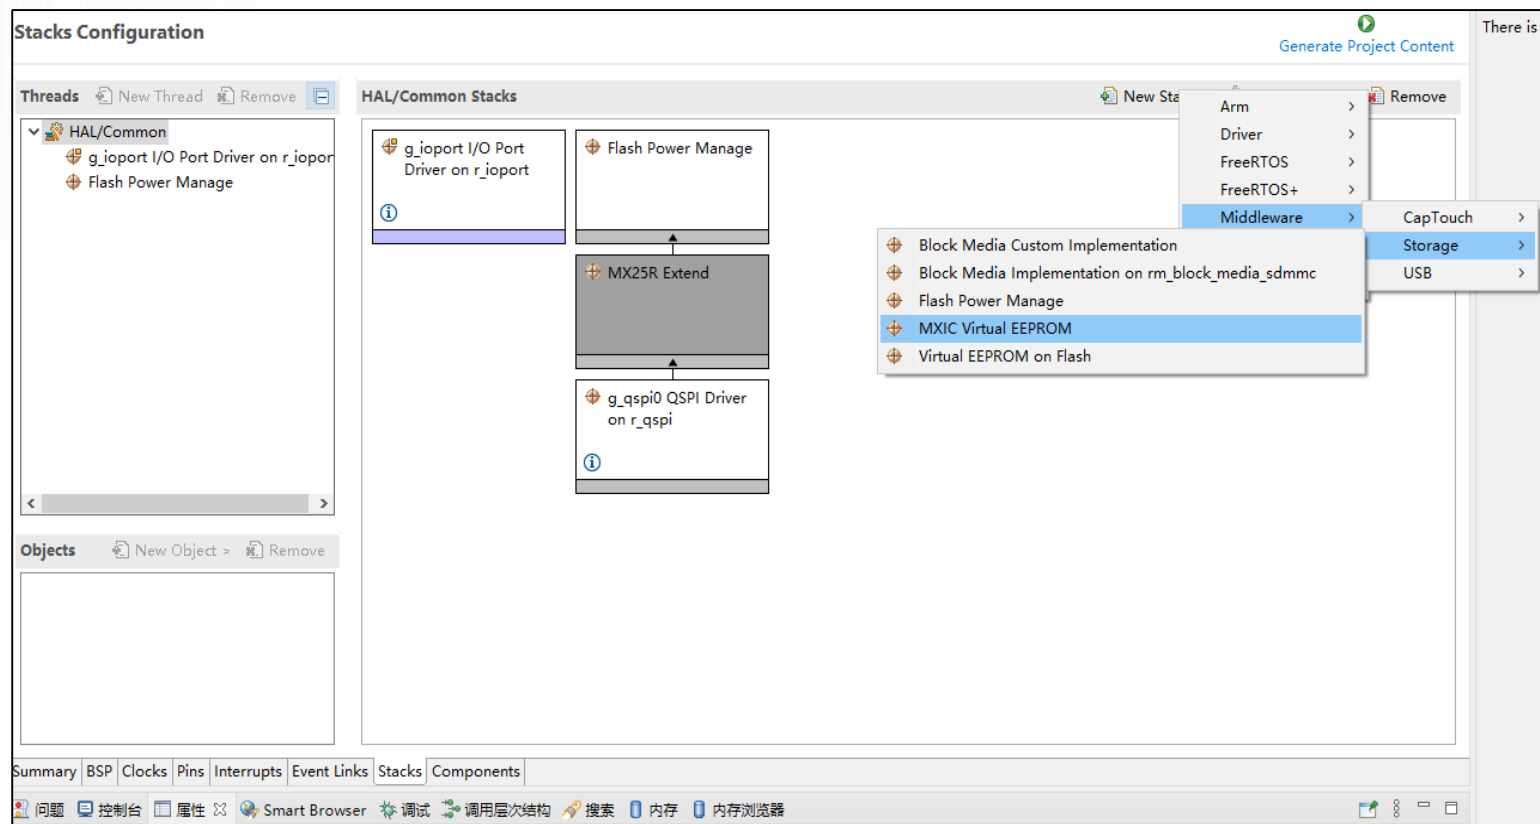 Stacks Configuration
Generate Project Content
There is
Threads New Thread Remove
HAL/Common Stacks
New Sta
Remove
HAL/Common
g_ioport I/O Port Driver on r_iopor
Flash Power Manage
g_ioport I/O Port
Driver on r_ioport
Flash Power Manage
MX25R Extend
g_qspi0 QSPI Driver
on r_qspi
Arm
Driver
FreeRTOS
FreeRTOS+
Middleware
CapTouch
Storage
USB
Block Media Custom Implementation
Block Media Implementation on rm_block_media_sdmmc
Flash Power Manage
MXIC Virtual EEPROM
Virtual EEPROM on Flash
Objects New Object > Remove
Summary BSP Clocks Pins Interrupts Event Links Stacks Components
问题 控制台 属性 Smart Browser 调试 调用层次结构 搜索 内存 内存浏览器